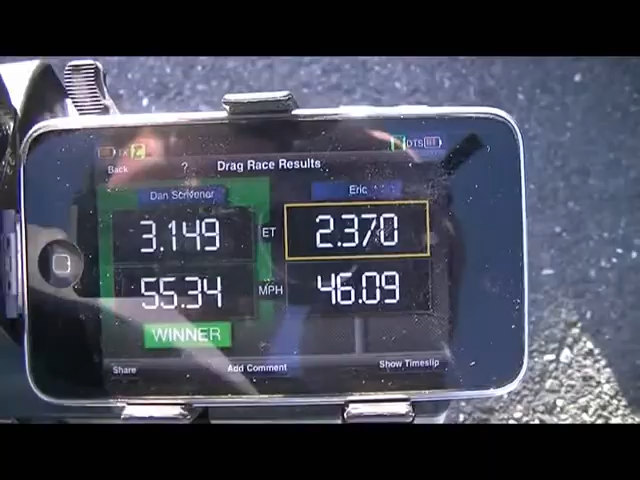 DTS
Back
?
Drag Race Results
Dan Scrivener
Eric
3.149
ET
2.370
55.34
MPH
46.09
WINNER
Share
Add Comment
Show Timeslip